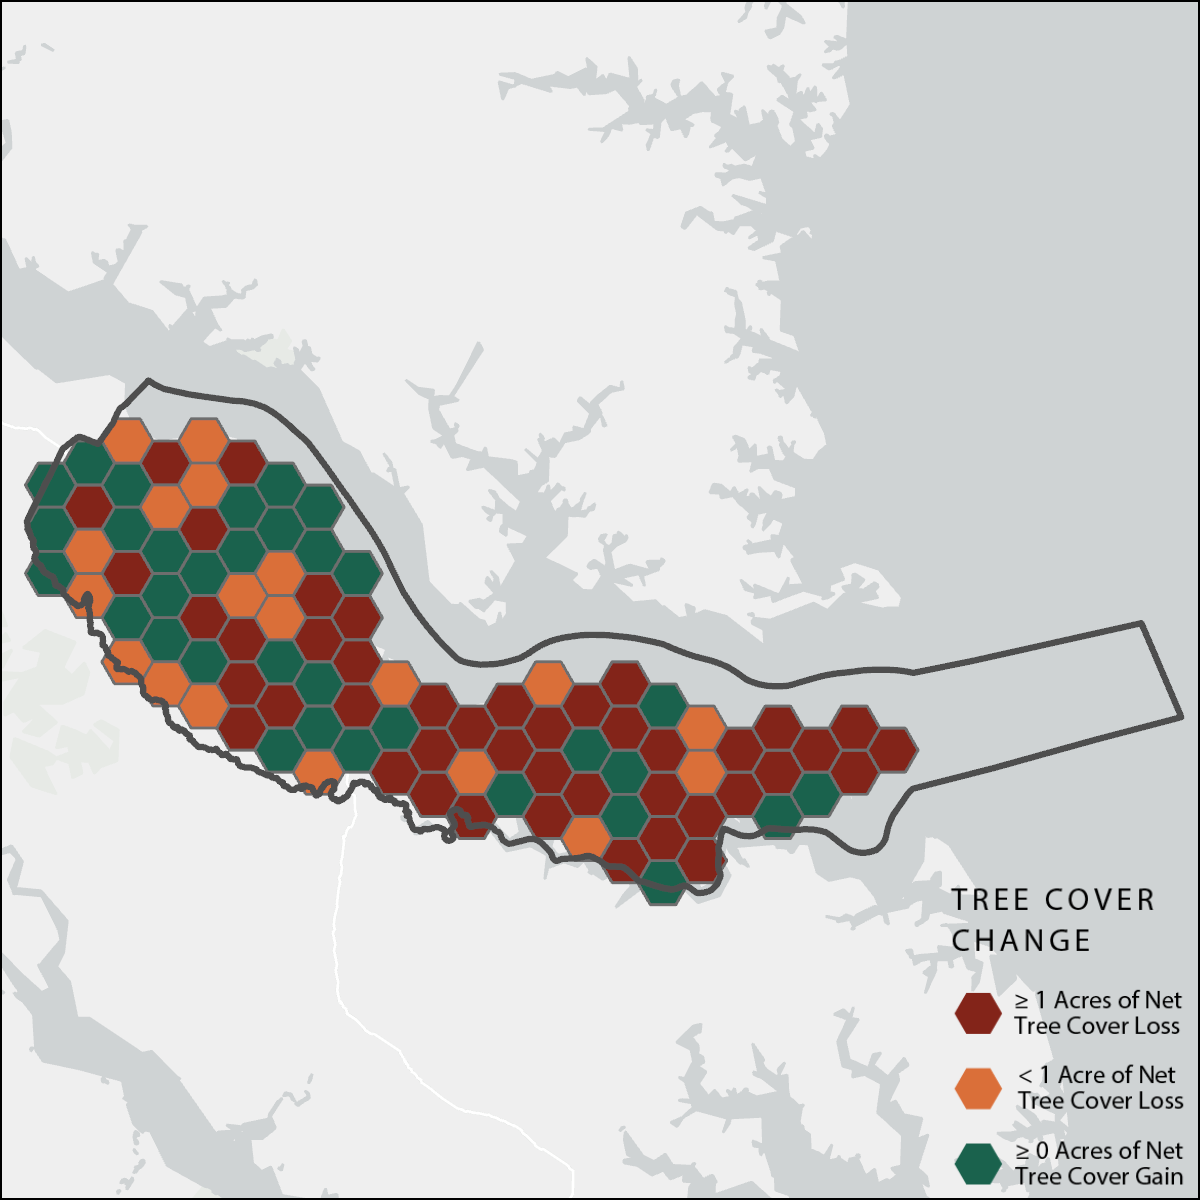 TREE COVER
CHANGE
≥ 1 Acres of Net
Tree Cover Loss
< 1 Acre of Net
Tree Cover Loss
≥ 0 Acres of Net
Tree Cover Gain